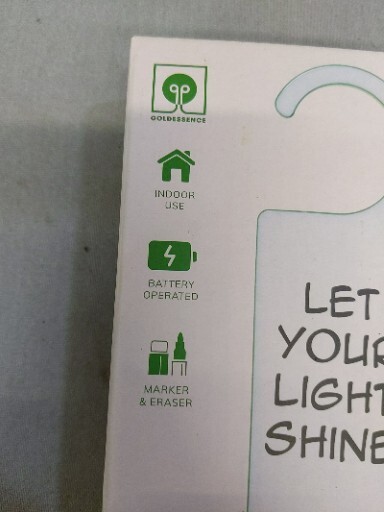 GOLDESSENCE
INDOOR
USE
BATTERY
OPERATED
MARKER
& ERASER
LET
YOUR
LIGHT
SHINE